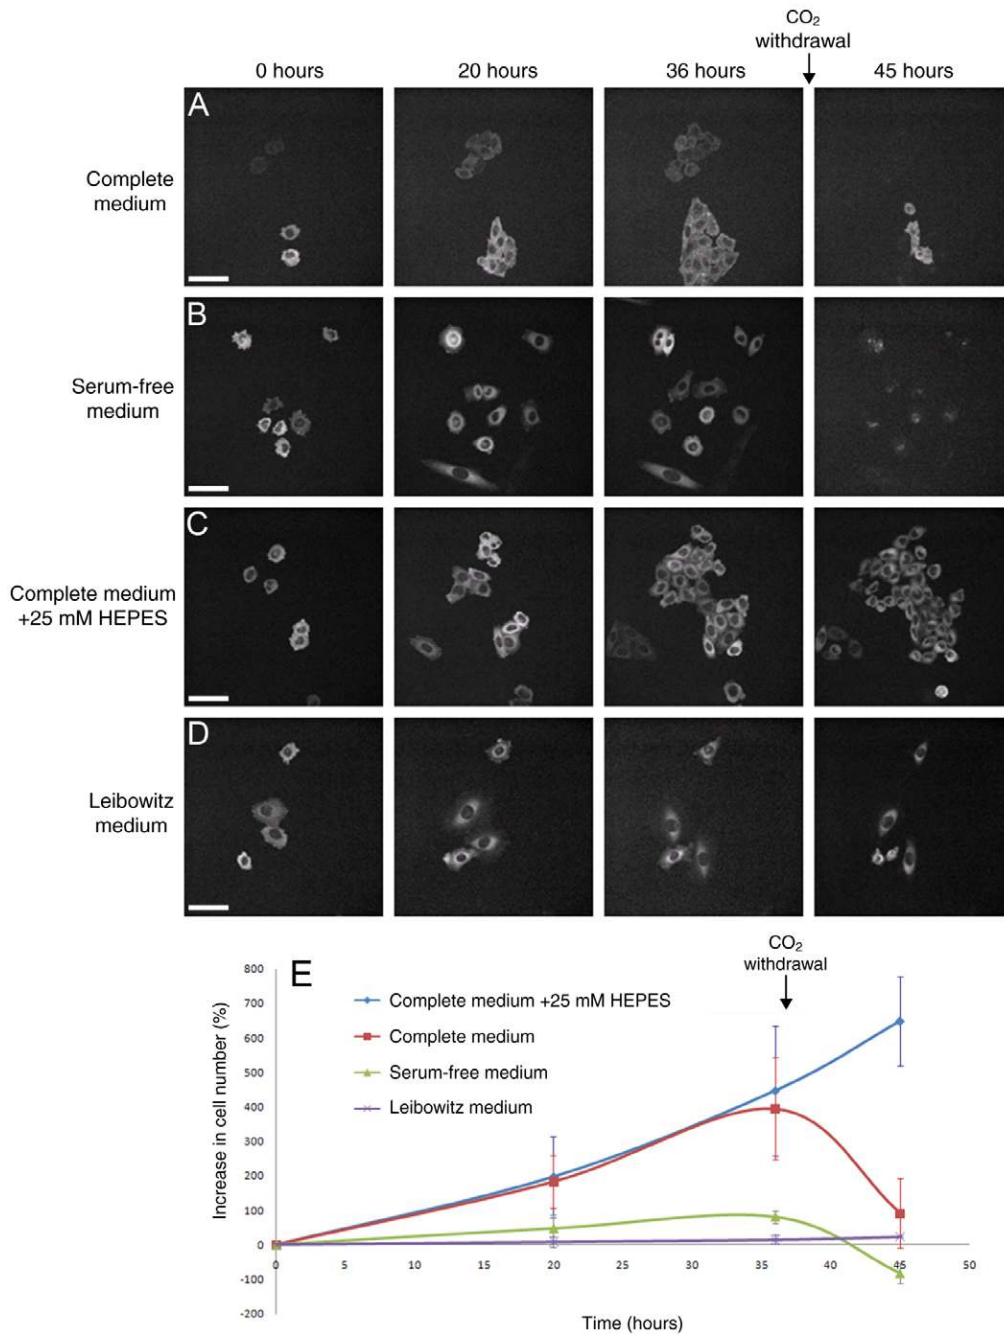 CO2
withdrawal
0 hours
20 hours
36 hours
45 hours
A
Complete
medium
B
Serum-free
medium
C
Complete medium
+25 mM HEPES
D
Leibowitz
medium
CO2
withdrawal
E
Increase in cell number (%)
800
700
600
500
400
300
200
100
0
-100
-200
Complete medium +25 mM HEPES
Complete medium
Serum-free medium
Leibowitz medium
0
5
10
15
20
25
30
35
40
45
50
Time (hours)